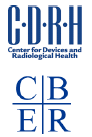 C·D·R·H
Center for Devices and
Radiological Health
C B
E R